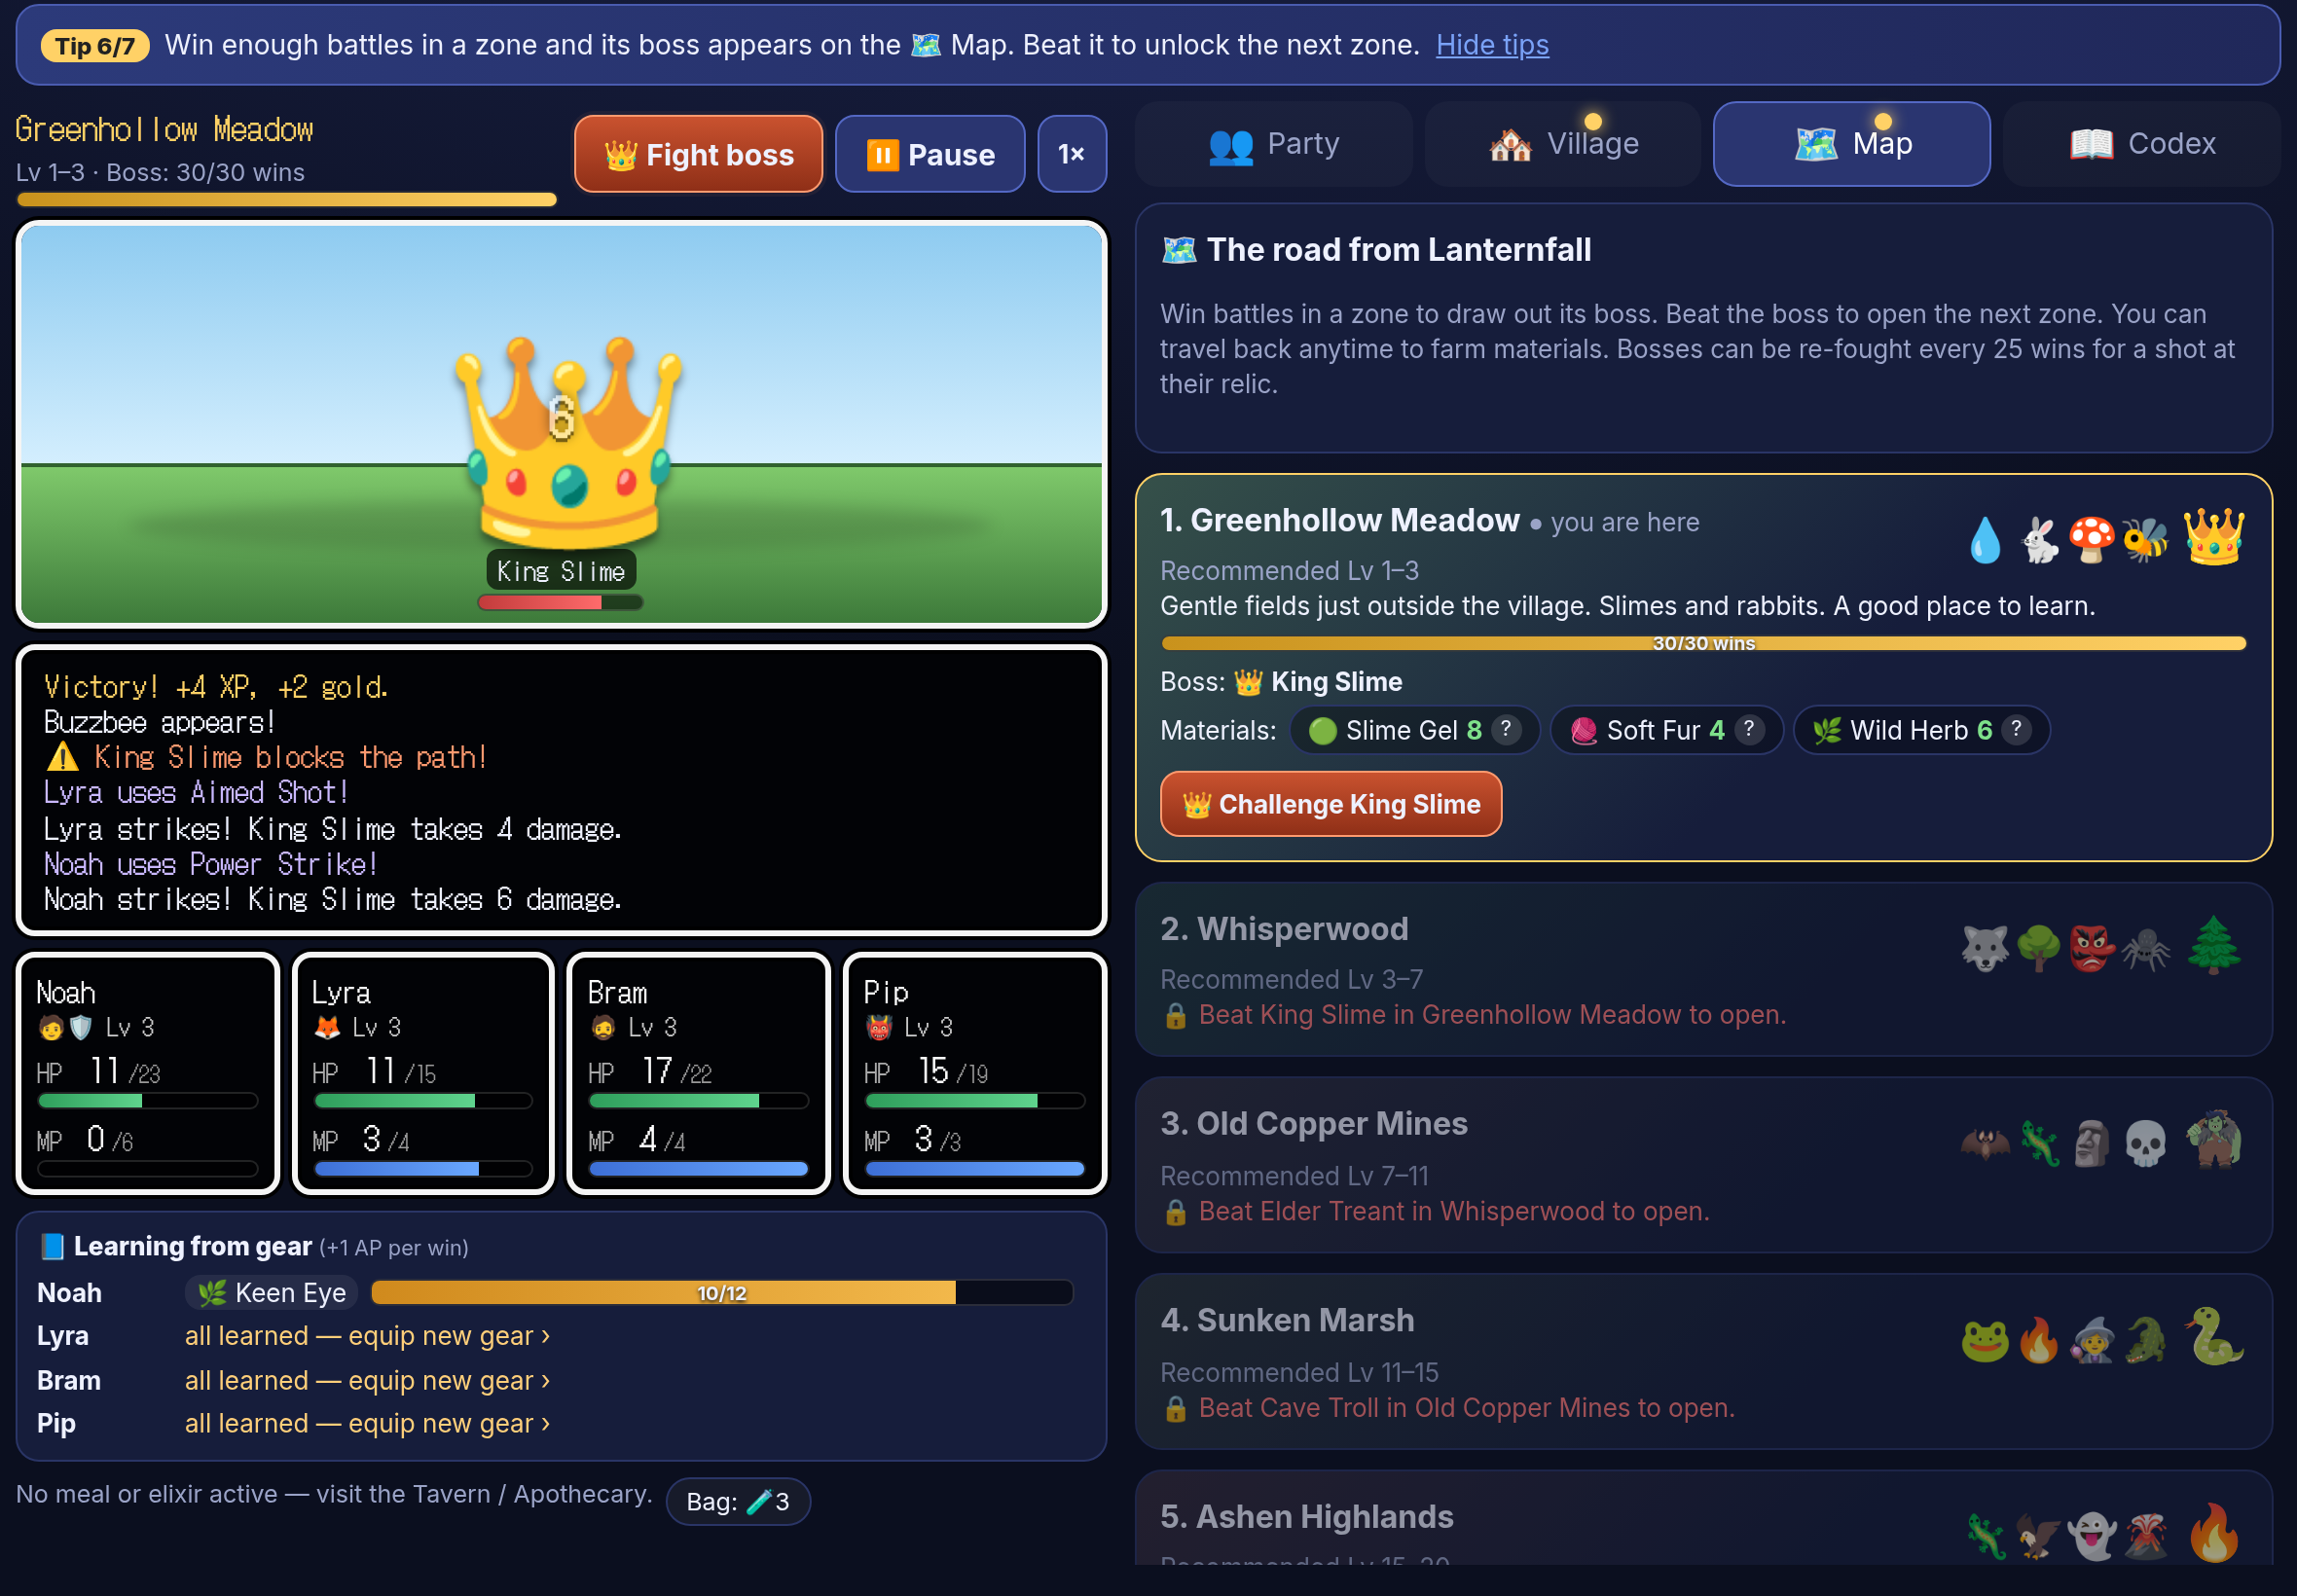 Tip 6/7 Win enough battles in a zone and its boss appears on the Map. Beat it to unlock the next zone. Hide tips
Greenhollow Meadow
Lv 1–3 · Boss: 30/30 wins
Fight boss
Pause
1×
6
King Slime
Victory! +4 XP, +2 gold.
Buzzbee appears!
King Slime blocks the path!
Lyra uses Aimed Shot!
Lyra strikes! King Slime takes 4 damage.
Noah uses Power Strike!
Noah strikes! King Slime takes 6 damage.
Noah
Lv 3
HP 11 /23
MP 0 /6
Lyra
Lv 3
HP 11 /15
MP 3 /4
Bram
Lv 3
HP 17 /22
MP 4 /4
Pip
Lv 3
HP 15 /19
MP 3 /3
Learning from gear (+1 AP per win)
Noah Keen Eye 10/12
Lyra all learned — equip new gear ›
Bram all learned — equip new gear ›
Pip all learned — equip new gear ›
No meal or elixir active — visit the Tavern / Apothecary. Bag: 3
Party
Village
Map
Codex
The road from Lanternfall
Win battles in a zone to draw out its boss. Beat the boss to open the next zone. You can
travel back anytime to farm materials. Bosses can be re-fought every 25 wins for a shot at
their relic.
1. Greenhollow Meadow • you are here
Recommended Lv 1–3
Gentle fields just outside the village. Slimes and rabbits. A good place to learn.
30/30 wins
Boss: King Slime
Materials: Slime Gel 8 ? Soft Fur 4 ? Wild Herb 6 ?
Challenge King Slime
2. Whisperwood
Recommended Lv 3–7
Beat King Slime in Greenhollow Meadow to open.
3. Old Copper Mines
Recommended Lv 7–11
Beat Elder Treant in Whisperwood to open.
4. Sunken Marsh
Recommended Lv 11–15
Beat Cave Troll in Old Copper Mines to open.
5. Ashen Highlands
Recommended Lv 15–20